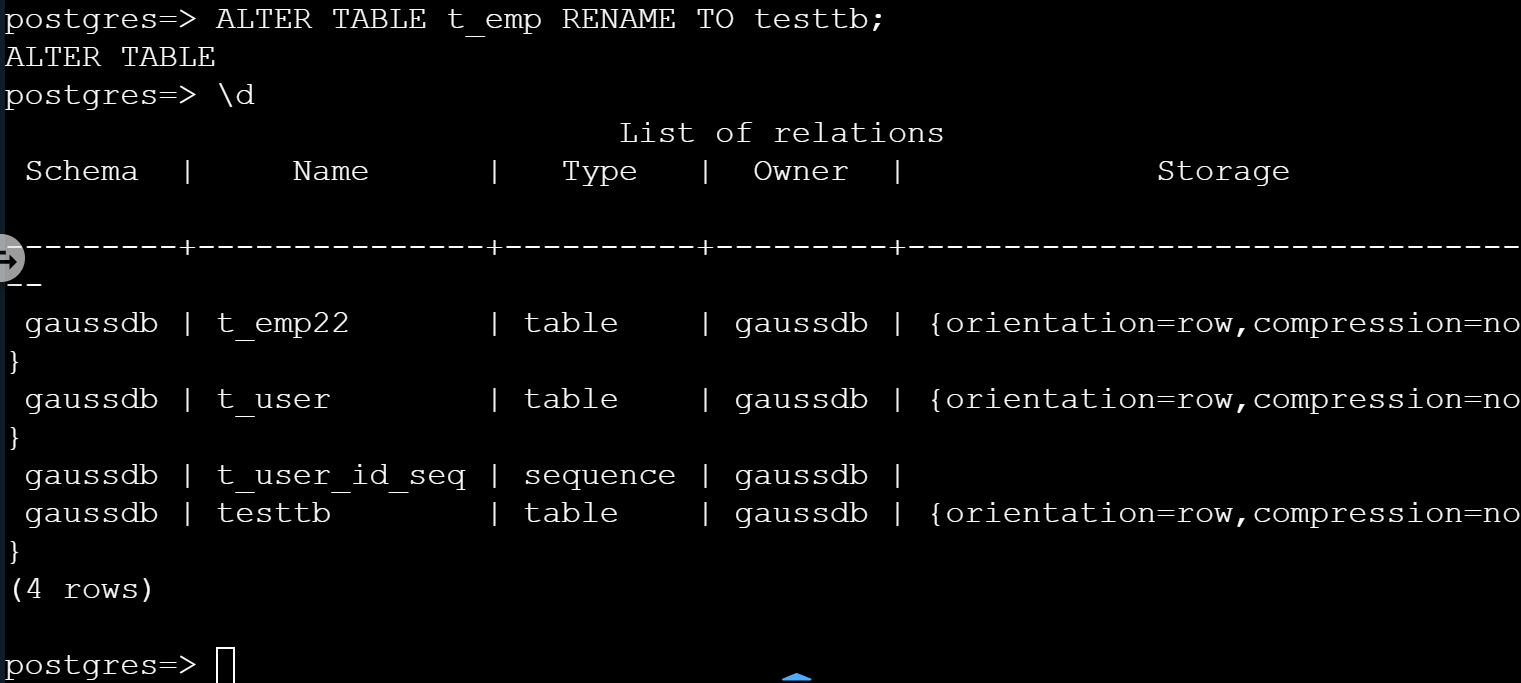 postgres=> ALTER TABLE t_emp RENAME TO testtb;
ALTER TABLE
postgres=> \d
                                List of relations
 Schema  |     Name      |   Type   |  Owner  |             Storage

---------+---------------+----------+---------+--------------------------------
--
 gaussdb | t_emp22       | table    | gaussdb | {orientation=row,compression=no
}
 gaussdb | t_user        | table    | gaussdb | {orientation=row,compression=no
}
 gaussdb | t_user_id_seq | sequence | gaussdb |
 gaussdb | testtb        | table    | gaussdb | {orientation=row,compression=no
}
(4 rows)

postgres=>